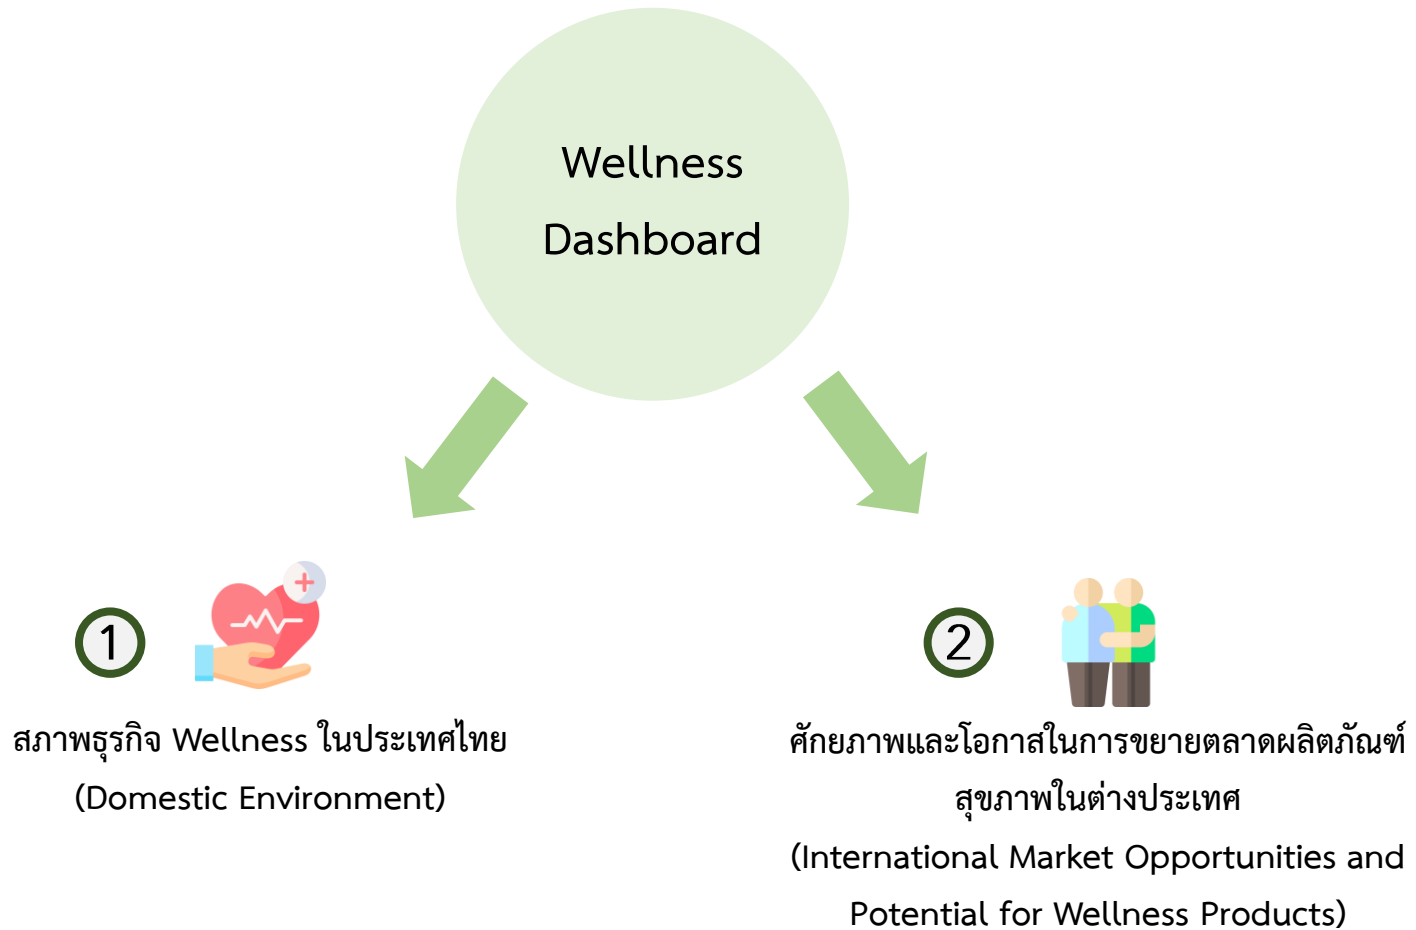 Wellness
Dashboard
1
สภาพธุรกิจ Wellness ในประเทศไทย
(Domestic Environment)
2
ศักยภาพและโอกาสในการขยายตลาดผลิตภัณฑ์
สุขภาพในต่างประเทศ
(International Market Opportunities and
Potential for Wellness Products)